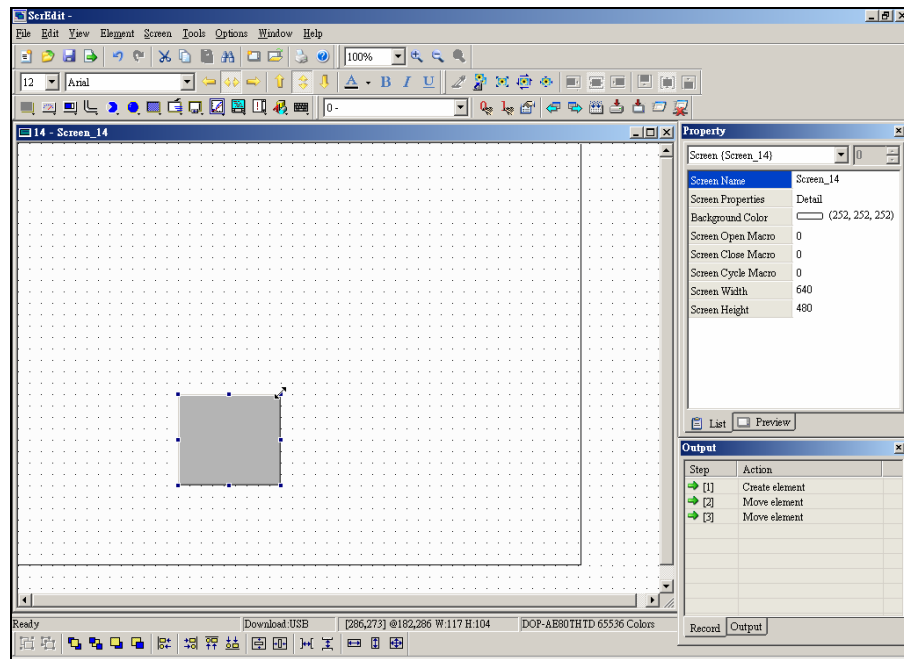 ScrEdit -
File Edit View Element Screen Tools Options Window Help
100%
12 Arial A B I U
0 -
14 - Screen_14
Property
Screen (Screen_14) 0
Screen Name Screen_14
Screen Properties Detail
Background Color (252, 252, 252)
Screen Open Macro 0
Screen Close Macro 0
Screen Cycle Macro 0
Screen Width 640
Screen Height 480
List Preview
Output
Step Action
[1] Create element
[2] Move element
[3] Move element
Record Output
Ready Download:USB [286,273] @182,286 W:117 H:104 DOP-AE80THTD 65536 Colors